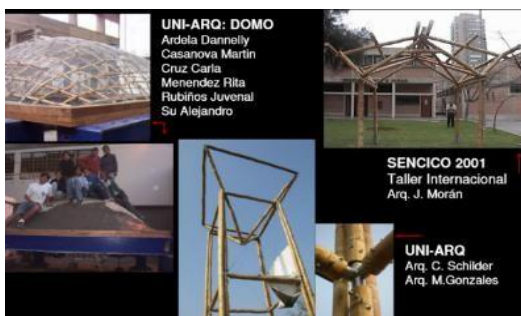 UNI-ARQ: DOMO
Ardela Dannelly
Casanova Martin
Cruz Carla
Menendez Rita
Rubiños Juvenal
Su Alejandro
SENCICO 2001
Taller Internacional
Arq. J. Morán
UNI-ARQ
Arq. C. Schilder
Arq. M.Gonzales